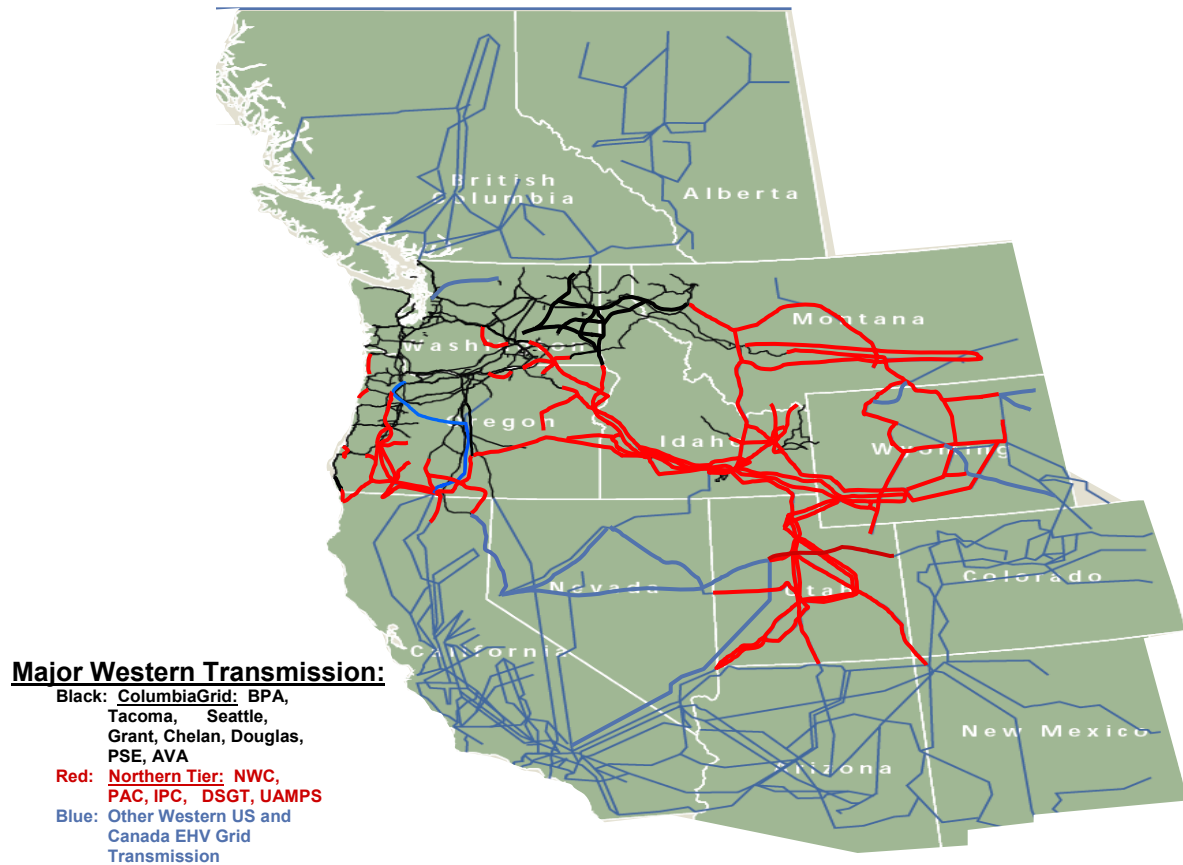 British
Columbia
Alberta
Montana
Washington
Oregon
Idaho
Wyoming
Nevada
Utah
Colorado
California
New Mexico
Arizona
Major Western Transmission:
Black: ColumbiaGrid: BPA,
Tacoma, Seattle,
Grant, Chelan, Douglas,
PSE, AVA
Red: Northern Tier: NWC,
PAC, IPC, DSGT, UAMPS
Blue: Other Western US and
Canada EHV Grid
Transmission